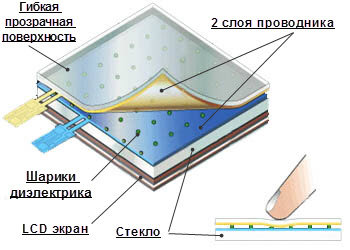 Гибкая
прозрачная
поверхность
2 слоя проводника
Шарики
диэлектрика
LCD экран
Стекло